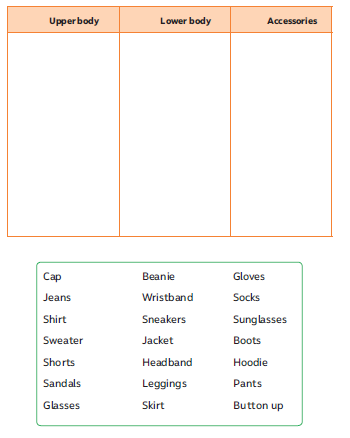 Upper body Lower body Accessories
Cap Beanie Gloves
Jeans Wristband Socks
Shirt Sneakers Sunglasses
Sweater Jacket Boots
Shorts Headband Hoodie
Sandals Leggings Pants
Glasses Skirt Button up